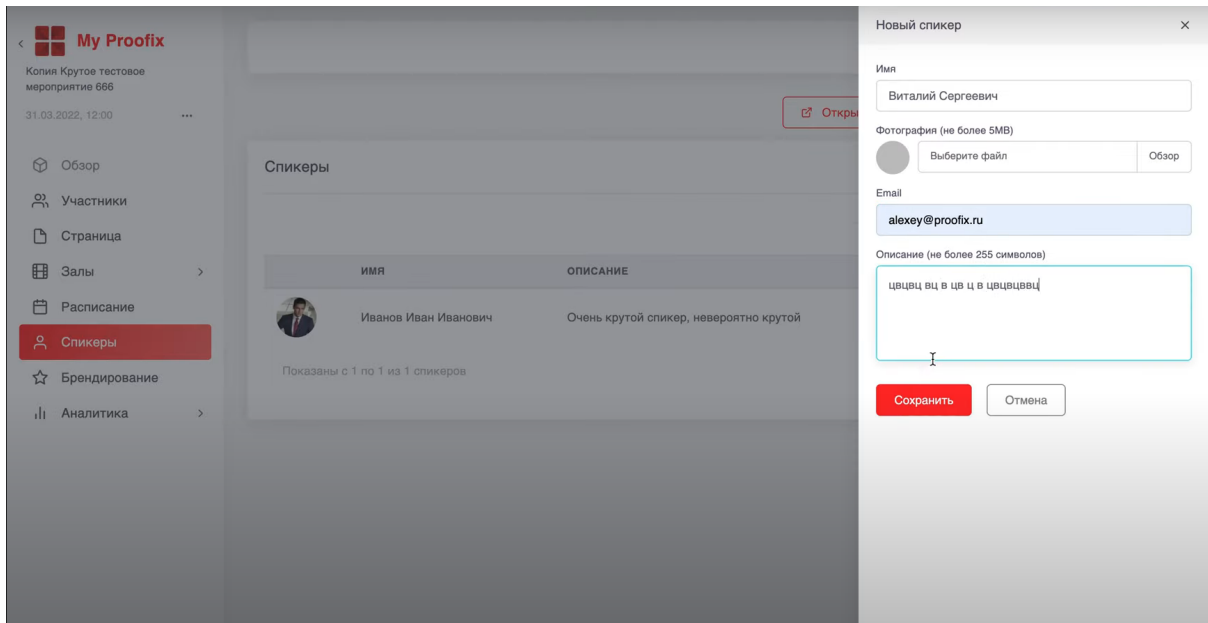 My Proofix
Копия Крутое тестовое
мероприятие 666
31.03.2022, 12:00
Обзор
Участники
Страница
Залы
Расписание
Спикеры
Брендирование
Аналитика
Откры
Спикеры
ИМЯ ОПИСАНИЕ
Иванов Иван Иванович Очень крутой спикер, невероятно крутой
Показаны с 1 по 1 из 1 спикеров
Новый спикер
Имя
Виталий Сергеевич
Фотография (не более 5MB)
Выберите файл Обзор
Email
alexey@proofix.ru
Описание (не более 255 символов)
цвцвц вц в цв ц в цвцвцввц
Сохранить Отмена